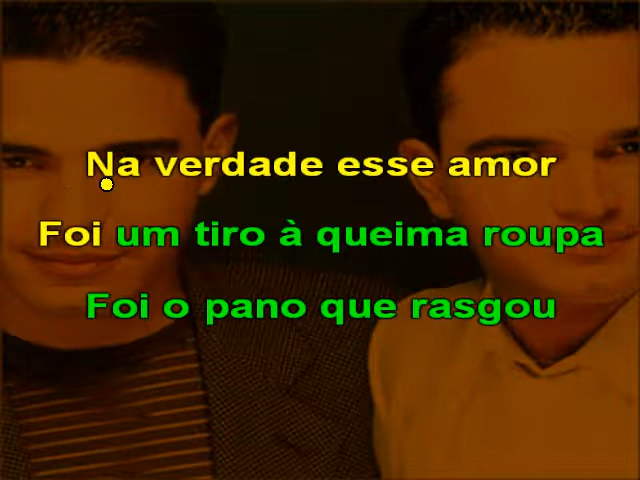 Na verdade esse amor
Foi um tiro à queima roupa
Foi o pano que rasgou